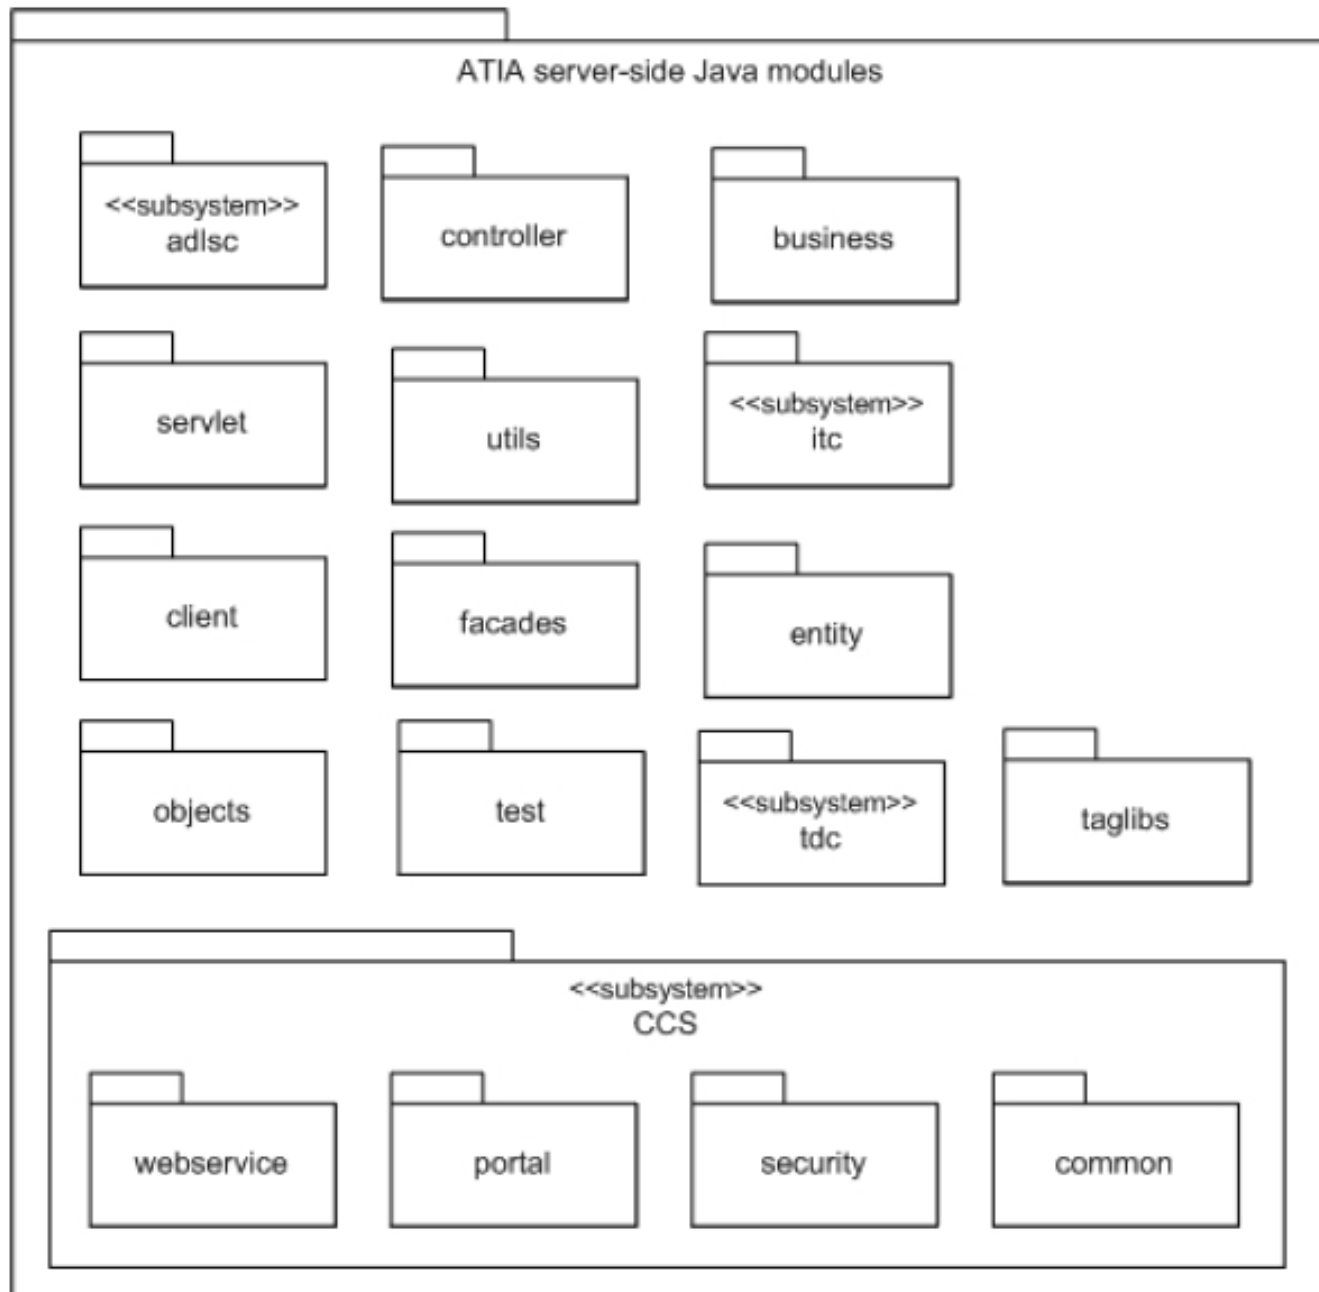 ATIA server-side Java modules
<<subsystem>>
adlsc
controller
business
servlet
utils
<<subsystem>>
itc
client
facades
entity
objects
test
<<subsystem>>
tdc
taglibs
<<subsystem>>
CCS
webservice
portal
security
common